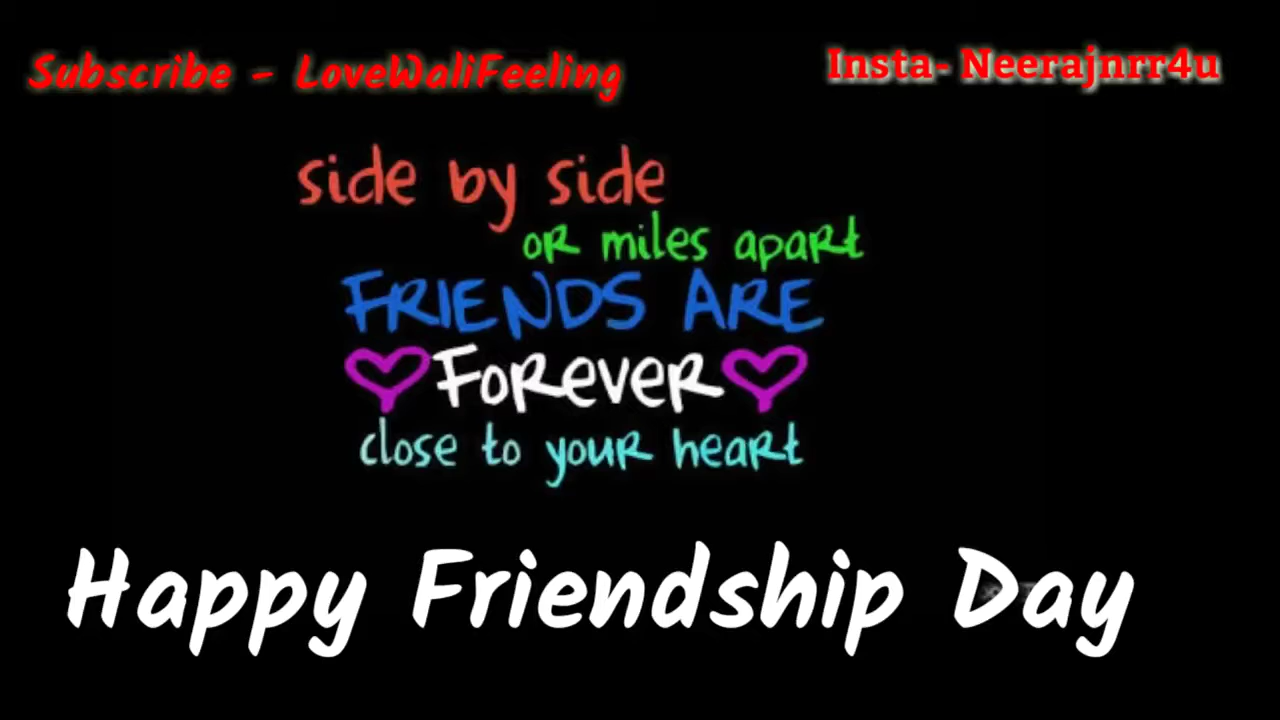 Subscribe - LoveWaliFeeling
Insta- Neerajnrr4u
side by side
or miles apart
FRIENDS ARE
Forever
close to your heart
Happy Friendship Day